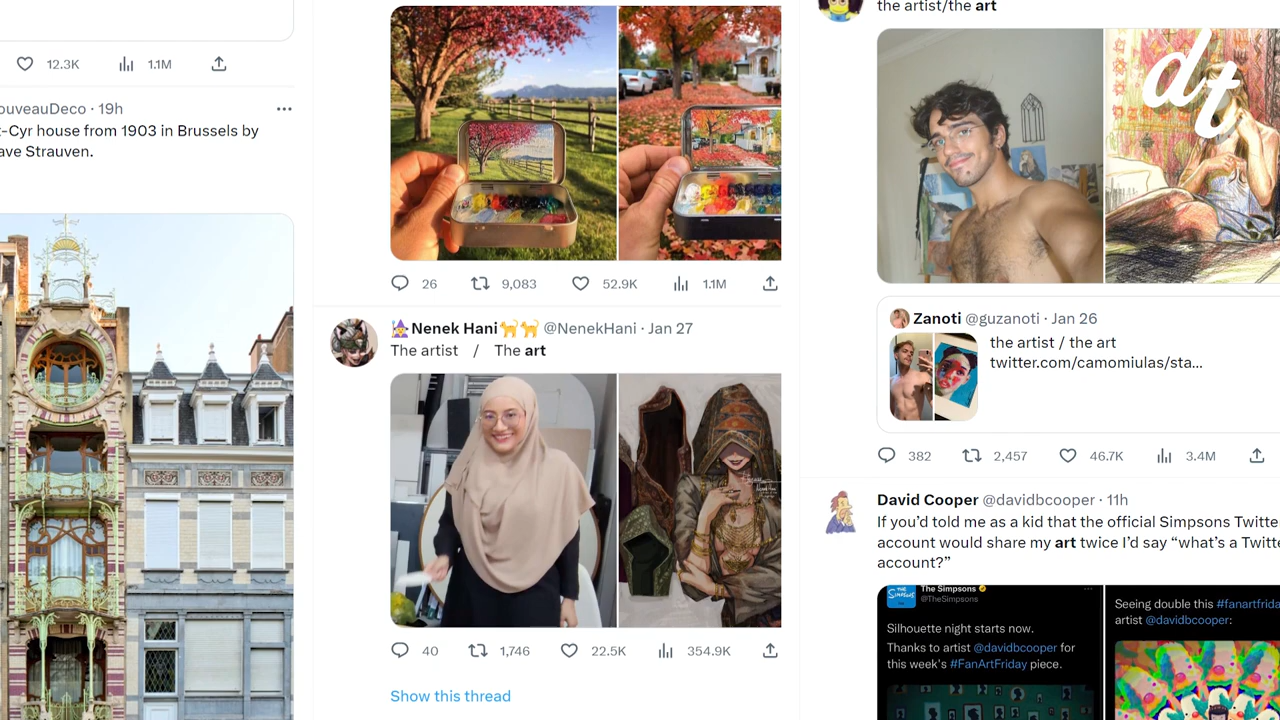 12.3K 1.1M
ouveauDeco · 19h
t-Cyr house from 1903 in Brussels by
ave Strauven.
26 9,083 52.9K 1.1M
Nenek Hani @NenekHani · Jan 27
The artist / The art
40 1,746 22.5K 354.9K
Show this thread
the artist/the art
dt
Zanoti @guzanoti · Jan 26
the artist / the art
twitter.com/camomiulas/sta...
382 2,457 46.7K 3.4M
David Cooper @davidbcooper · 11h
If you’d told me as a kid that the official Simpsons Twitte
account would share my art twice I’d say “what’s a Twitte
account?”
The Simpsons
@TheSimpsons
Silhouette night starts now.
Thanks to artist @davidbcooper for
this week's #FanArtFriday piece.
Seeing double this #fanartfrida
artist @davidbcooper: